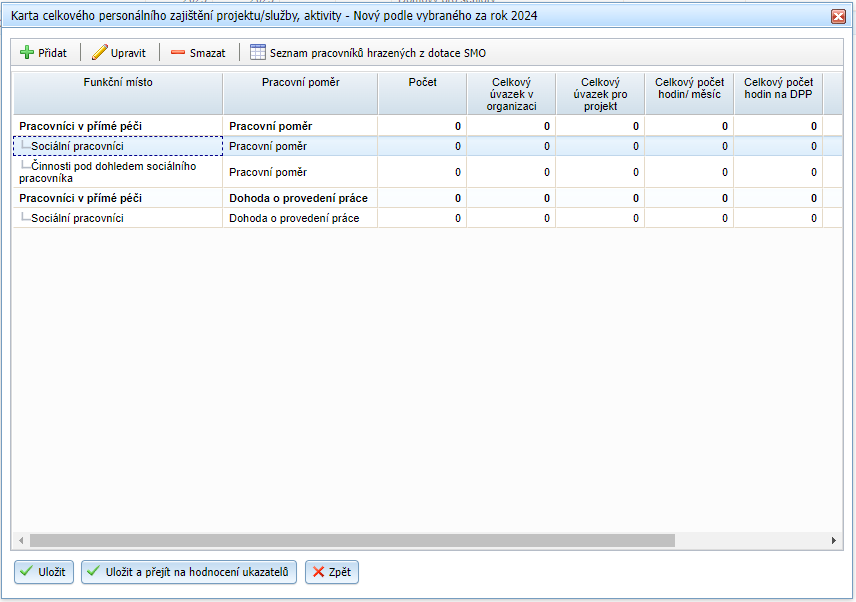 Karta celkového personálního zajištění projektu/služby, aktivity - Nový podle vybraného za rok 2024
Přidat Upravit Smazat Seznam pracovníků hrazených z dotace SMO
Funkční místo Pracovní poměr Počet Celkový úvazek v organizaci Celkový úvazek pro projekt Celkový počet hodin/ měsíc Celkový počet hodin na DPP
Pracovníci v přímé péči Pracovní poměr 0 0 0 0 0
Sociální pracovníci Pracovní poměr 0 0 0 0 0
Činnosti pod dohledem sociálního
pracovníka Pracovní poměr 0 0 0 0 0
Pracovníci v přímé péči Dohoda o provedení práce 0 0 0 0 0
Sociální pracovníci Dohoda o provedení práce 0 0 0 0 0
Uložit Uložit a přejít na hodnocení ukazatelů Zpět